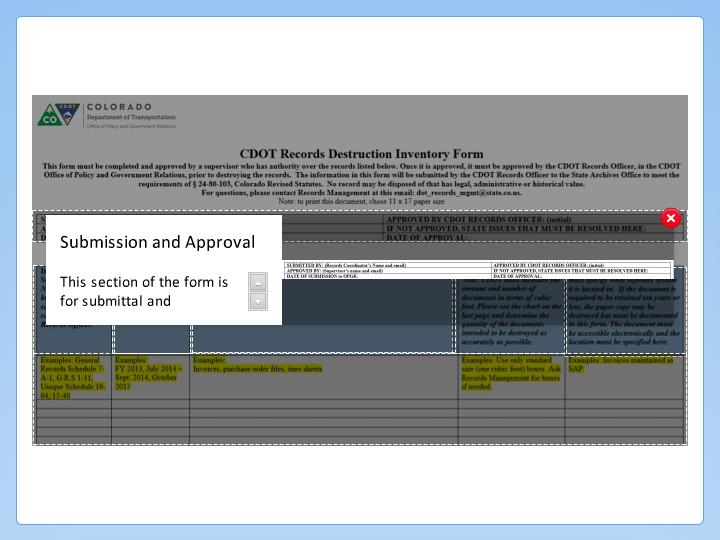 COLORADO
CDOT
CO
Department of Transportation
Office of Policy and Government Relations
CDOT Records Destruction Inventory Form
This form must be completed and approved by a supervisor who has authority over the records listed below. Once it is approved, it must be approved by the CDOT Records Officer, in the CDOT
Office of Policy and Government Relations, prior to destroying the records. The information in this form will be submitted by the CDOT Records Officer to the State Archives Office to meet the
requirements of § 24-80-103, Colorado Revised Statutes. No record may be disposed of that has legal, administrative or historical value.
For questions, please contact Records Management at this email: dot_records_mgmt@state.co.us.
Note: to print this document, chose 11 x 17 paper size
APPROVED BY CDOT RECORDS OFFICER: (initial)
IF NOT APPROVED, STATE ISSUES THAT MUST BE RESOLVED HERE:
DATE OF APPROVAL:
Submission and Approval
This section of the form is
for submittal and
SUBMITTED BY: (Records Coordinator's Name and email)
APPROVED BY: (Supervisor's name and email)
DATE OF SUBMISSION to OPGR:
APPROVED BY CDOT RECORDS OFFICER: (initial)
IF NOT APPROVED, STATE ISSUES THAT MUST BE RESOLVED HERE:
DATE OF APPROVAL:
number of
documents in terms of cubic
feet. Please see the chart on the
last page and determine the
quantity of the documents
intended to be destroyed as
accurately as possible.
it is located in. If the document is
required to be retained ten years or
less, the paper copy may be
destroyed but must be documented
in this form. The document must
be accessible electronically and the
location must be specified here.
Examples: General
Records Schedule 7-
A-1, G.R.S 1-11,
Unique Schedule 16-
04, 15-40
Examples:
FY 2013, July 2014 –
Sept. 2014, October
2015
Examples:
Invoices, purchase order files, time sheets
Examples: Use only standard
size (one cubic foot) boxes. Ask
Records Management for boxes
if needed.
Examples: Invoices maintained in
SAP.